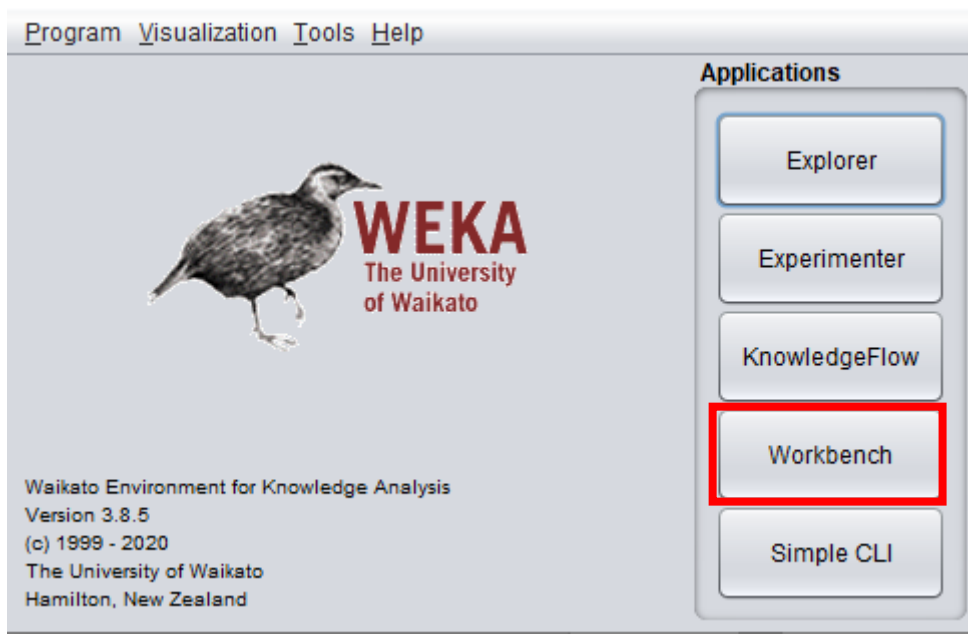 Program Visualization Tools Help
Applications
Explorer
Experimenter
KnowledgeFlow
Workbench
Simple CLI
WEKA
The University
of Waikato
Waikato Environment for Knowledge Analysis
Version 3.8.5
(c) 1999 - 2020
The University of Waikato
Hamilton, New Zealand